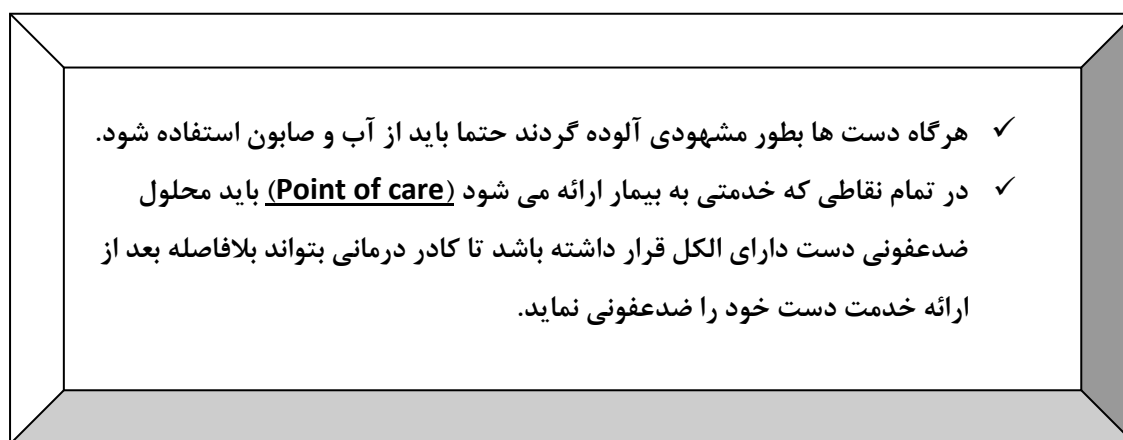 ✓ هرگاه دست ها بطور مشهودی آلوده گردند حتما باید از آب و صابون استفاده شود.
✓ در تمام نقاطی که خدمتی به بیمار ارائه می شود (Point of care) باید محلول
ضدعفونی دست دارای الکل قرار داشته باشد تا کادر درمانی بتواند بلافاصله بعد از
ارائه خدمت دست خود را ضدعفونی نماید.